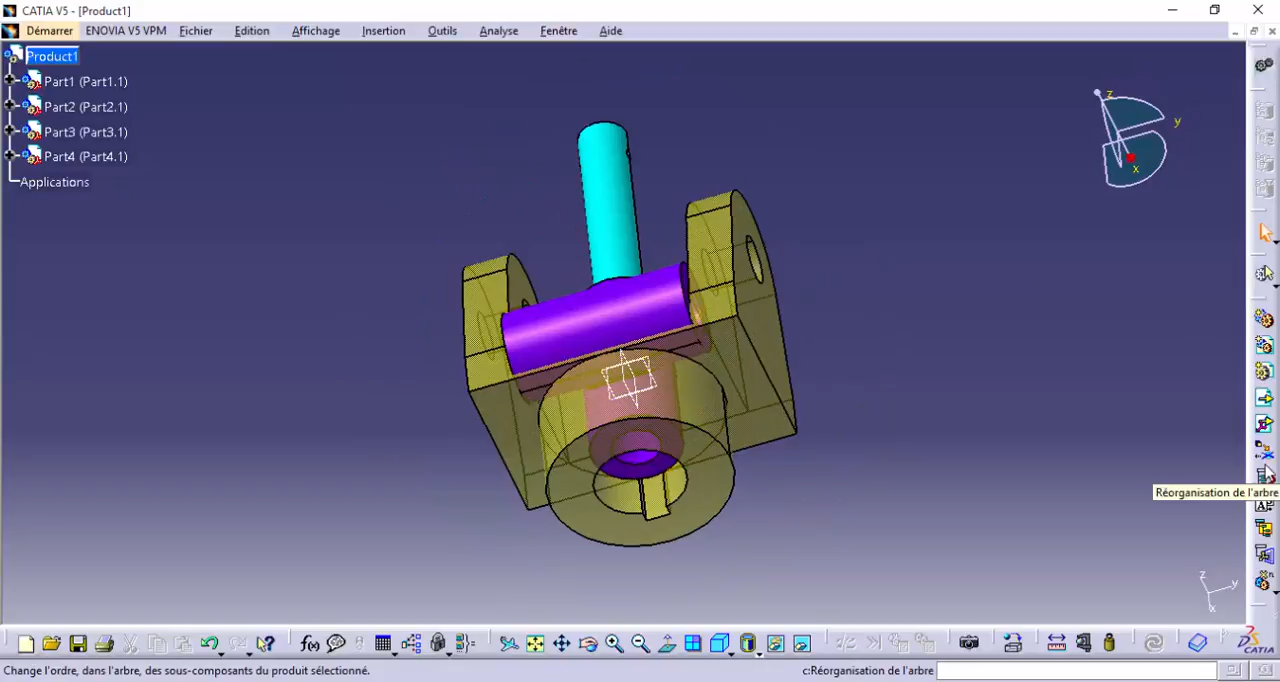 CATIA V5 - [Product1]
Démarrer ENOVIA V5 VPM Fichier Edition Affichage Insertion Outils Analyse Fenêtre Aide
Product1
Part1 (Part1.1)
Part2 (Part2.1)
Part3 (Part3.1)
Part4 (Part4.1)
Applications
z
y
x
Réorganisation de l'arbre
z
y
x
f(x)
CATIA
Change l'ordre, dans l'arbre, des sous-composants du produit sélectionné.
c:Réorganisation de l'arbre